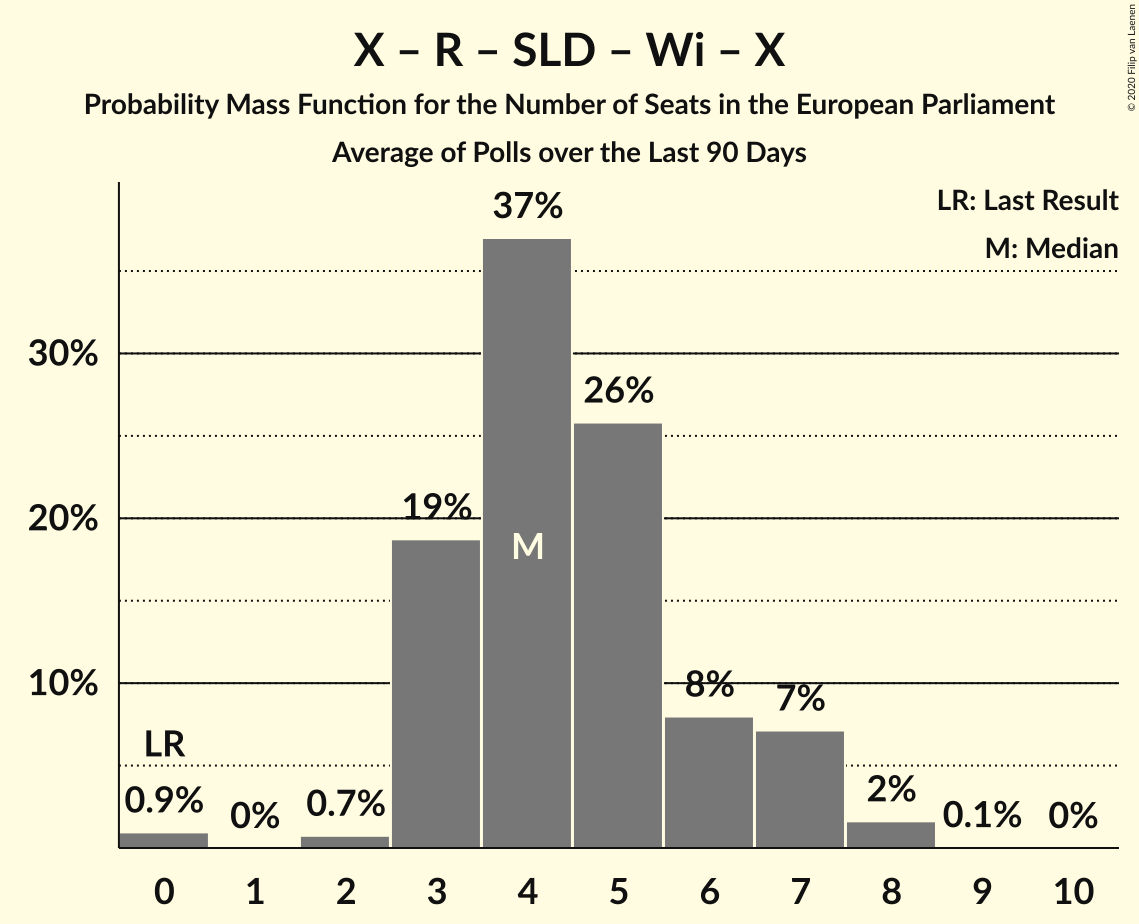 X – R – SLD – Wi – X
Probability Mass Function for the Number of Seats in the European Parliament
Average of Polls over the Last 90 Days
© 2020 Filip van Laenen
LR: Last Result
M: Median
37%
30%
26%
20%
19%
M
10%
8%
7%
LR
0.9%
0%
0.7%
2%
0.1%
0%
0 1 2 3 4 5 6 7 8 9 10